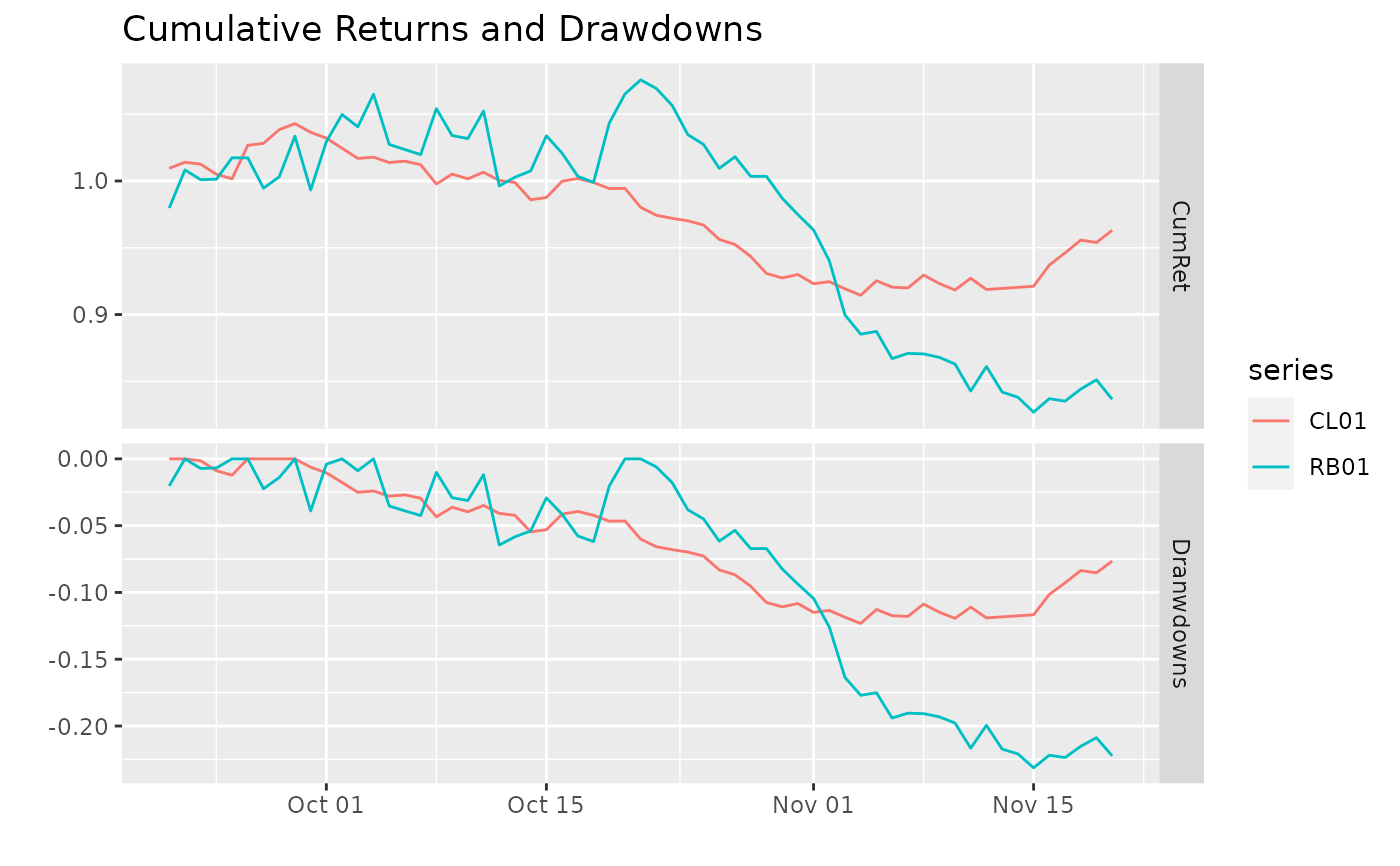 Cumulative Returns and Drawdowns
1.0
0.9
CumRet
0.00
-0.05
-0.10
-0.15
-0.20
Dranwdowns
Oct 01
Oct 15
Nov 01
Nov 15
series
CL01
RB01